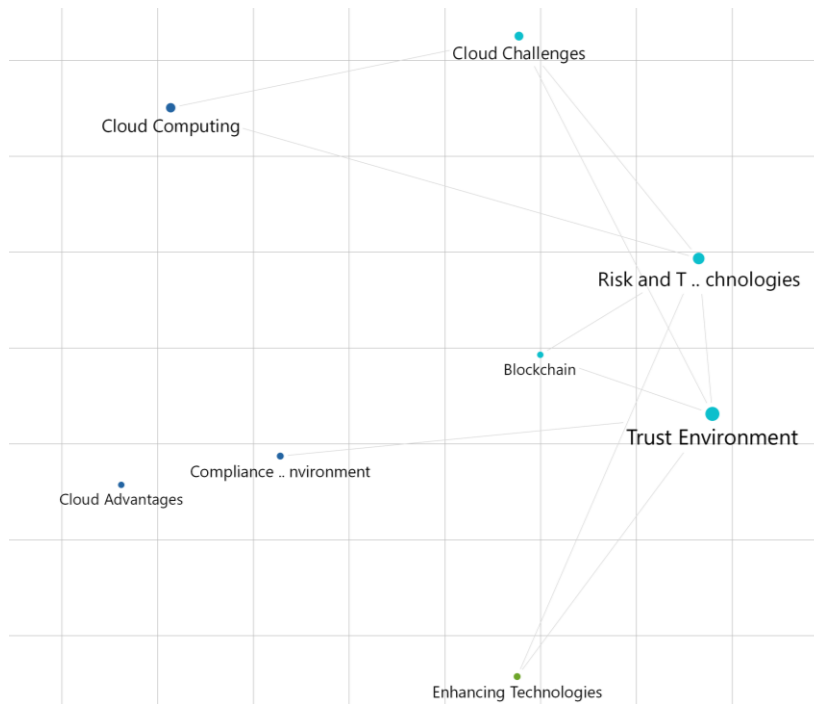 Cloud Challenges
Cloud Computing
Risk and T .. chnologies
Blockchain
Trust Environment
Compliance .. nvironment
Cloud Advantages
Enhancing Technologies